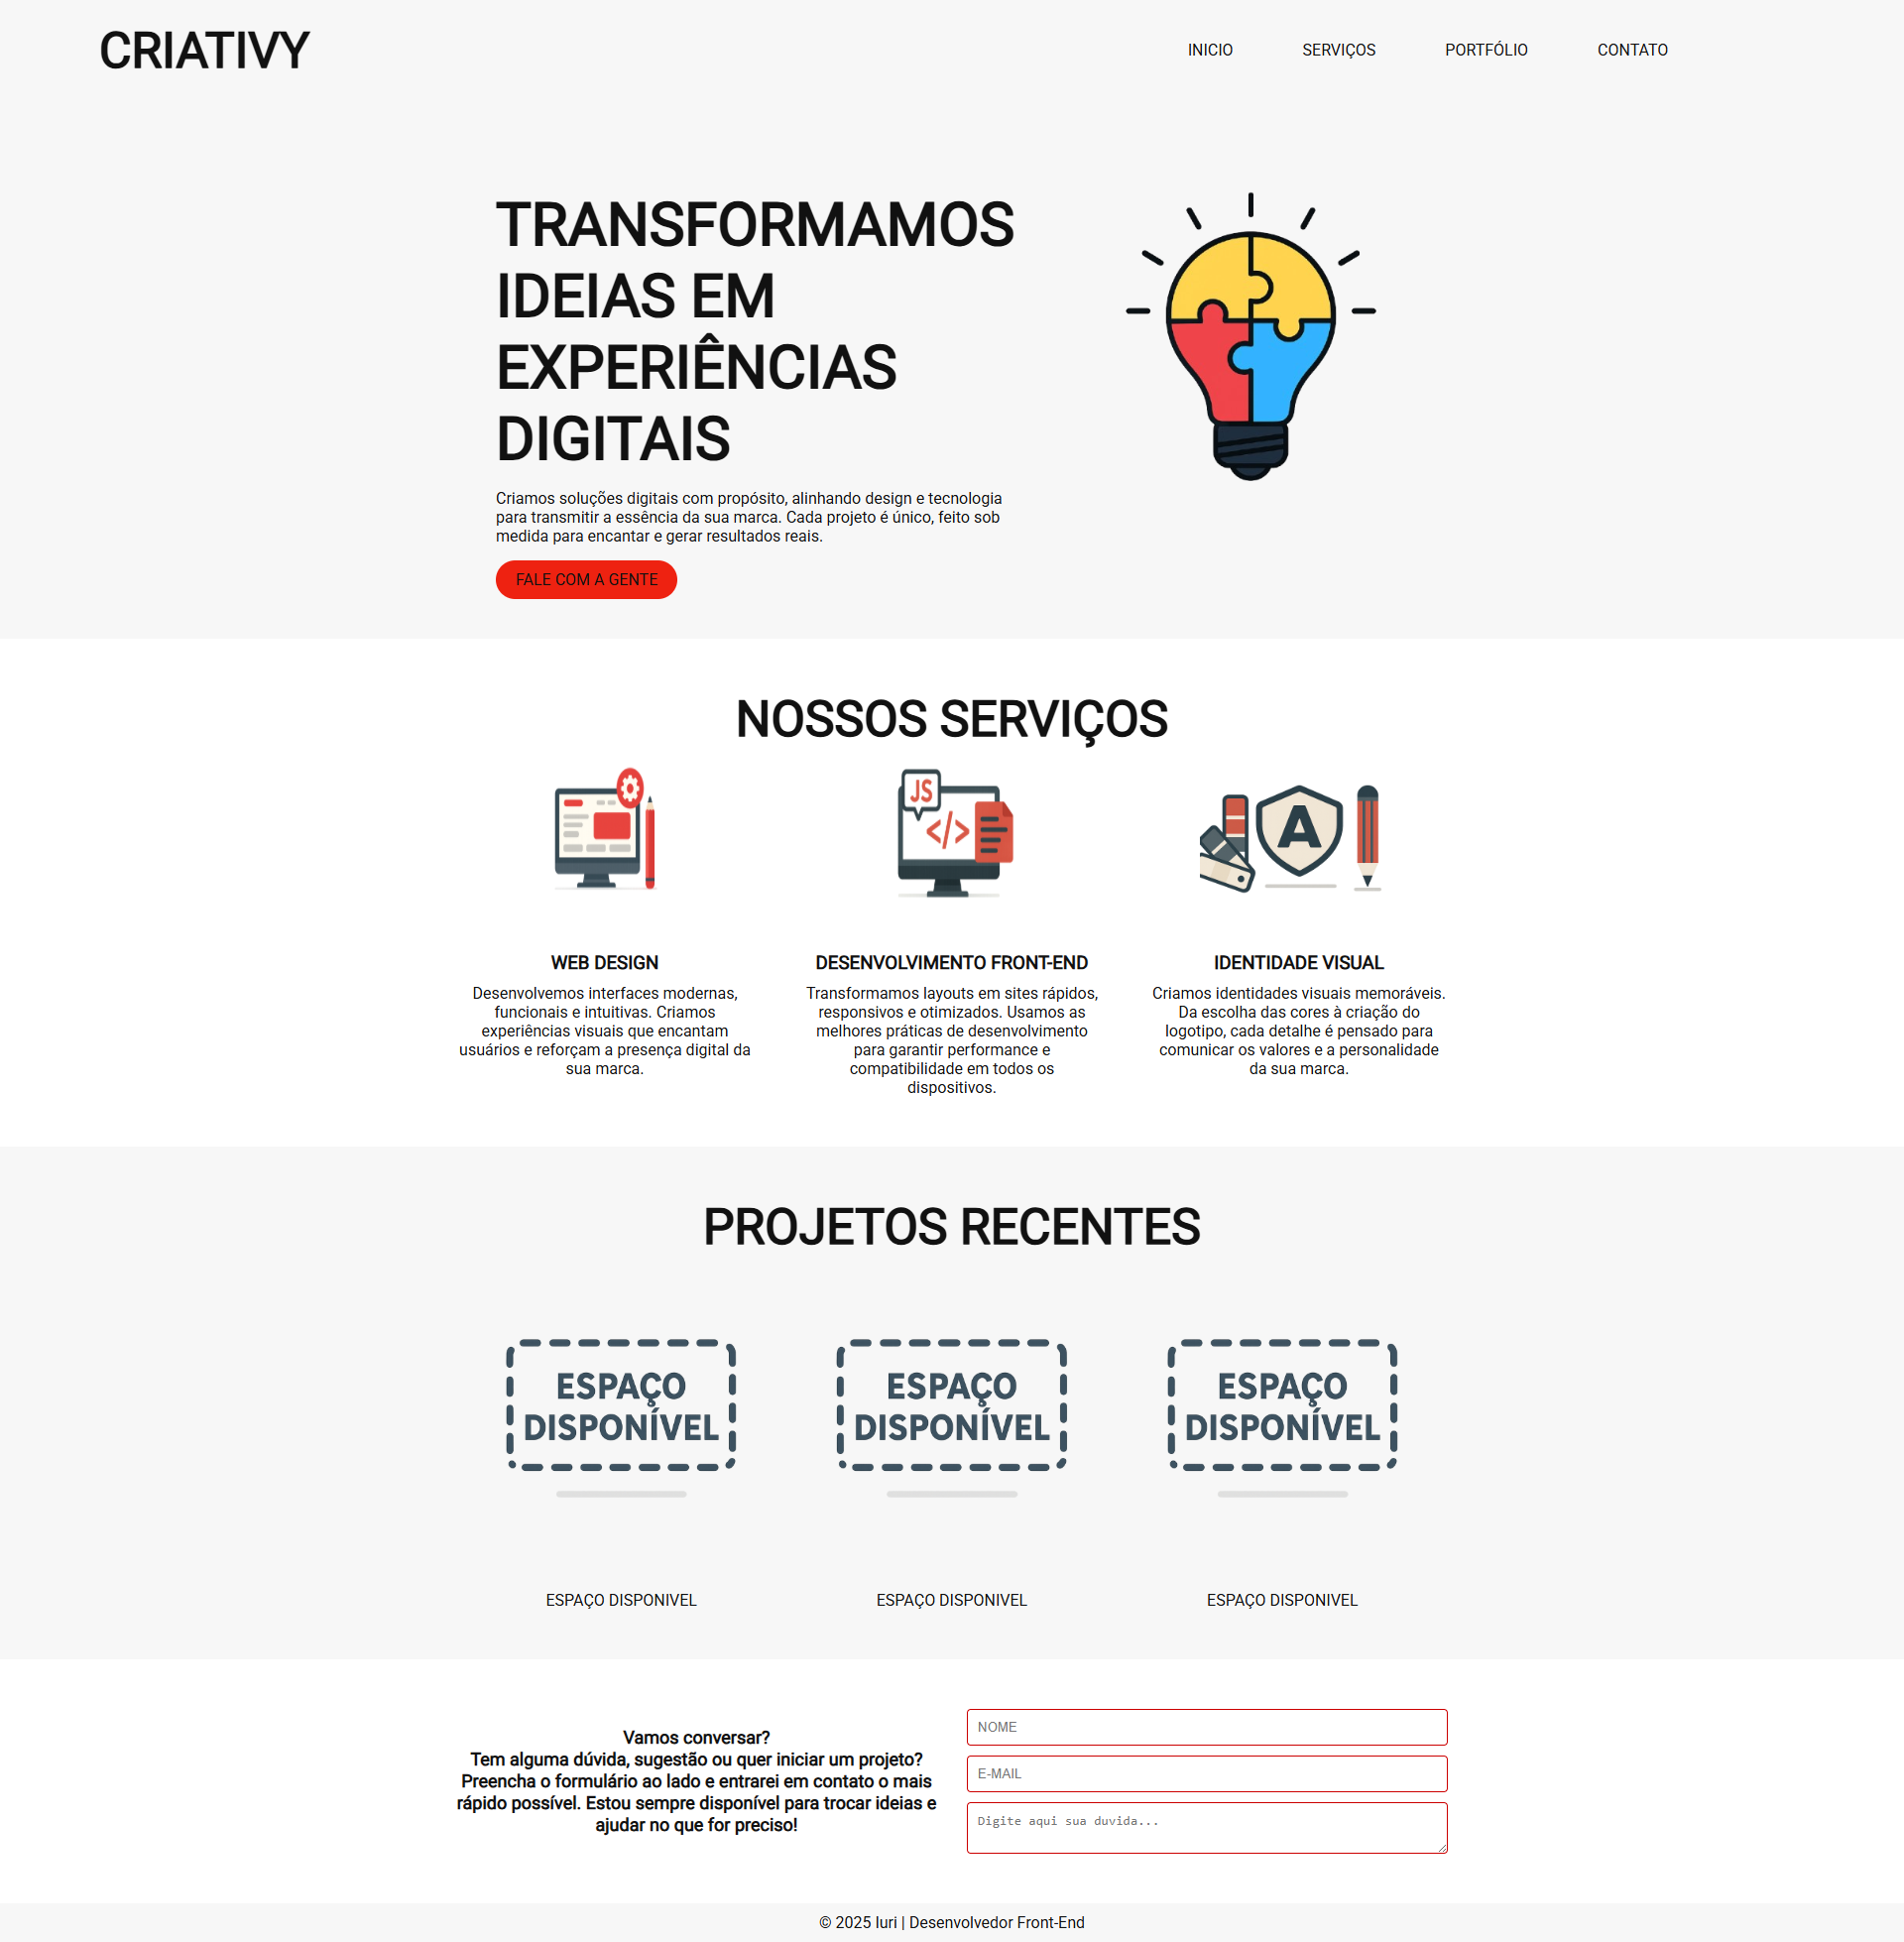 CRIATIVY
INICIO
SERVIÇOS
PORTFÓLIO
CONTATO
TRANSFORMAMOS
IDEIAS EM
EXPERIÊNCIAS
DIGITAIS
Criamos soluções digitais com propósito, alinhando design e tecnologia
para transmitir a essência da sua marca. Cada projeto é único, feito sob
medida para encantar e gerar resultados reais.
FALE COM A GENTE
NOSSOS SERVIÇOS
JS
</>
A
WEB DESIGN
Desenvolvemos interfaces modernas,
funcionais e intuitivas. Criamos
experiências visuais que encantam
usuários e reforçam a presença digital da
sua marca.
DESENVOLVIMENTO FRONT-END
Transformamos layouts em sites rápidos,
responsivos e otimizados. Usamos as
melhores práticas de desenvolvimento
para garantir performance e
compatibilidade em todos os
dispositivos.
IDENTIDADE VISUAL
Criamos identidades visuais memoráveis.
Da escolha das cores à criação do
logotipo, cada detalhe é pensado para
comunicar os valores e a personalidade
da sua marca.
PROJETOS RECENTES
ESPAÇO
DISPONÍVEL
ESPAÇO DISPONIVEL
ESPAÇO
DISPONÍVEL
ESPAÇO DISPONIVEL
ESPAÇO
DISPONÍVEL
ESPAÇO DISPONIVEL
Vamos conversar?
Tem alguma dúvida, sugestão ou quer iniciar um projeto?
Preencha o formulário ao lado e entrarei em contato o mais
rápido possível. Estou sempre disponível para trocar ideias e
ajudar no que for preciso!
NOME
E-MAIL
Digite aqui sua duvida...
© 2025 Iuri | Desenvolvedor Front-End